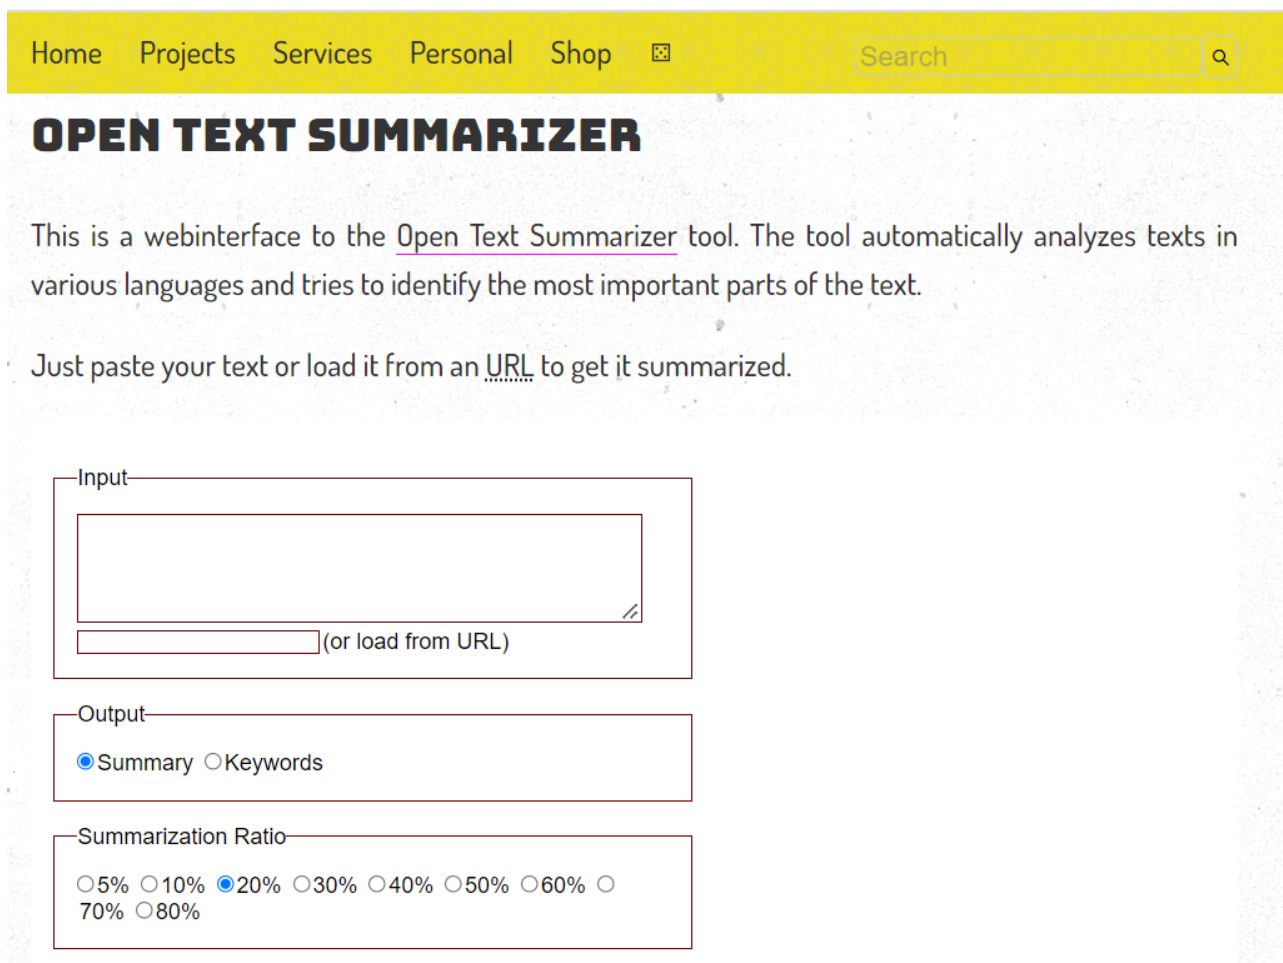 Home Projects Services Personal Shop ⚄ Search
OPEN TEXT SUMMARIZER
This is a webinterface to the Open Text Summarizer tool. The tool automatically analyzes texts in
various languages and tries to identify the most important parts of the text.
Just paste your text or load it from an URL to get it summarized.
Input
(or load from URL)
Output
Summary Keywords
Summarization Ratio
5% 10% 20% 30% 40% 50% 60%
70% 80%